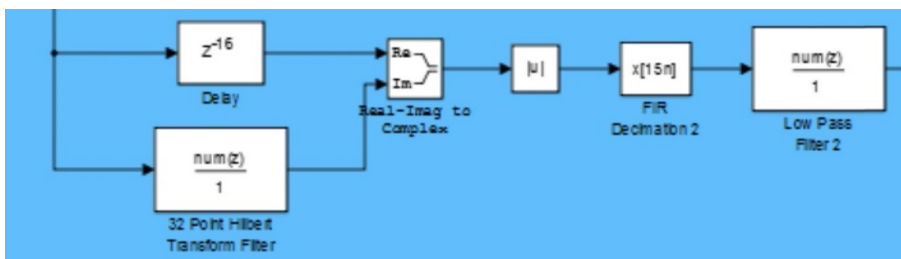 Z-16
Delay
Re
Im
Real-Imag to
Complex
|u|
x[15n]
FIR
Decimation 2
num(z)
1
Low Pass
Filter 2
num(z)
1
32 Point Hilbert
Transform Filter